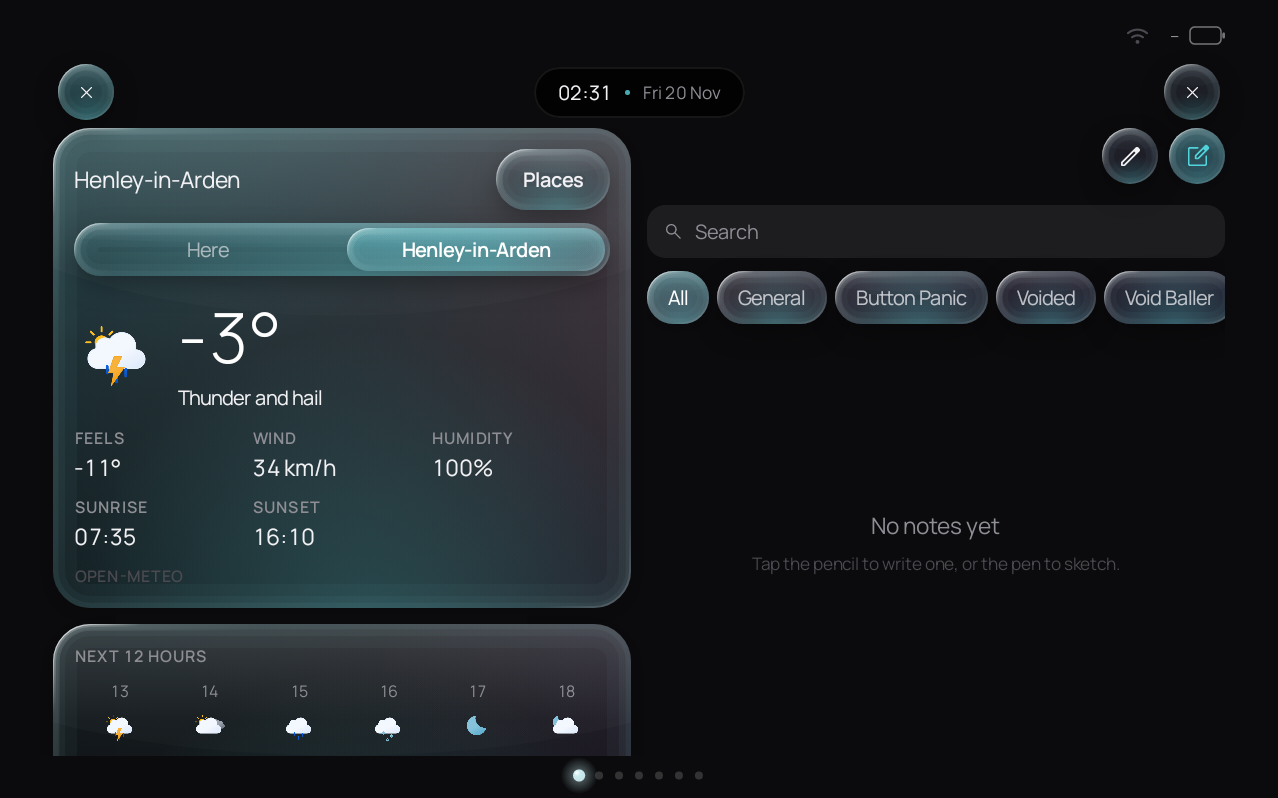 –
02:31 • Fri 20 Nov
Henley-in-Arden
Places
Here
Henley-in-Arden
-3°
Thunder and hail
FEELS
WIND
HUMIDITY
-11°
34 km/h
100%
SUNRISE
SUNSET
07:35
16:10
OPEN-METEO
NEXT 12 HOURS
13 14 15 16 17 18
Search
All
General
Button Panic
Voided
Void Baller
No notes yet
Tap the pencil to write one, or the pen to sketch.